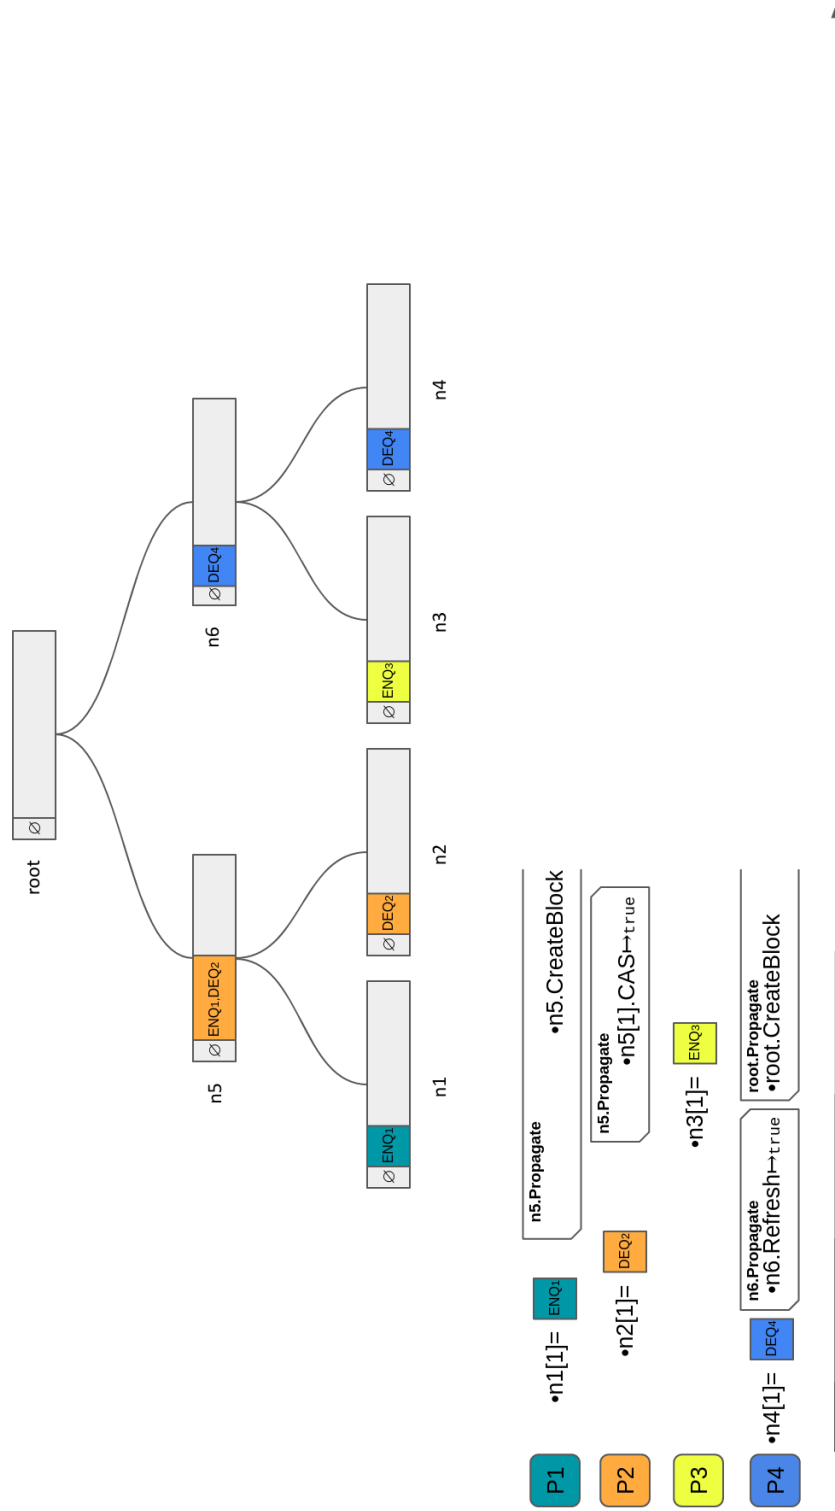 root
∅
n5
∅ ENQ1,DEQ2
n6
∅ DEQ4
n1
∅ ENQ1
n2
∅ DEQ2
n3
∅ ENQ3
n4
∅ DEQ4
P1
•n1[1]= ENQ1
n5.Propagate
•n5.CreateBlock
P2
•n2[1]= DEQ2
n5.Propagate
•n5[1].CAS↦true
P3
•n3[1]= ENQ3
P4
•n4[1]= DEQ4
n6.Propagate
•n6.Refresh↦true
root.Propagate
•root.CreateBlock